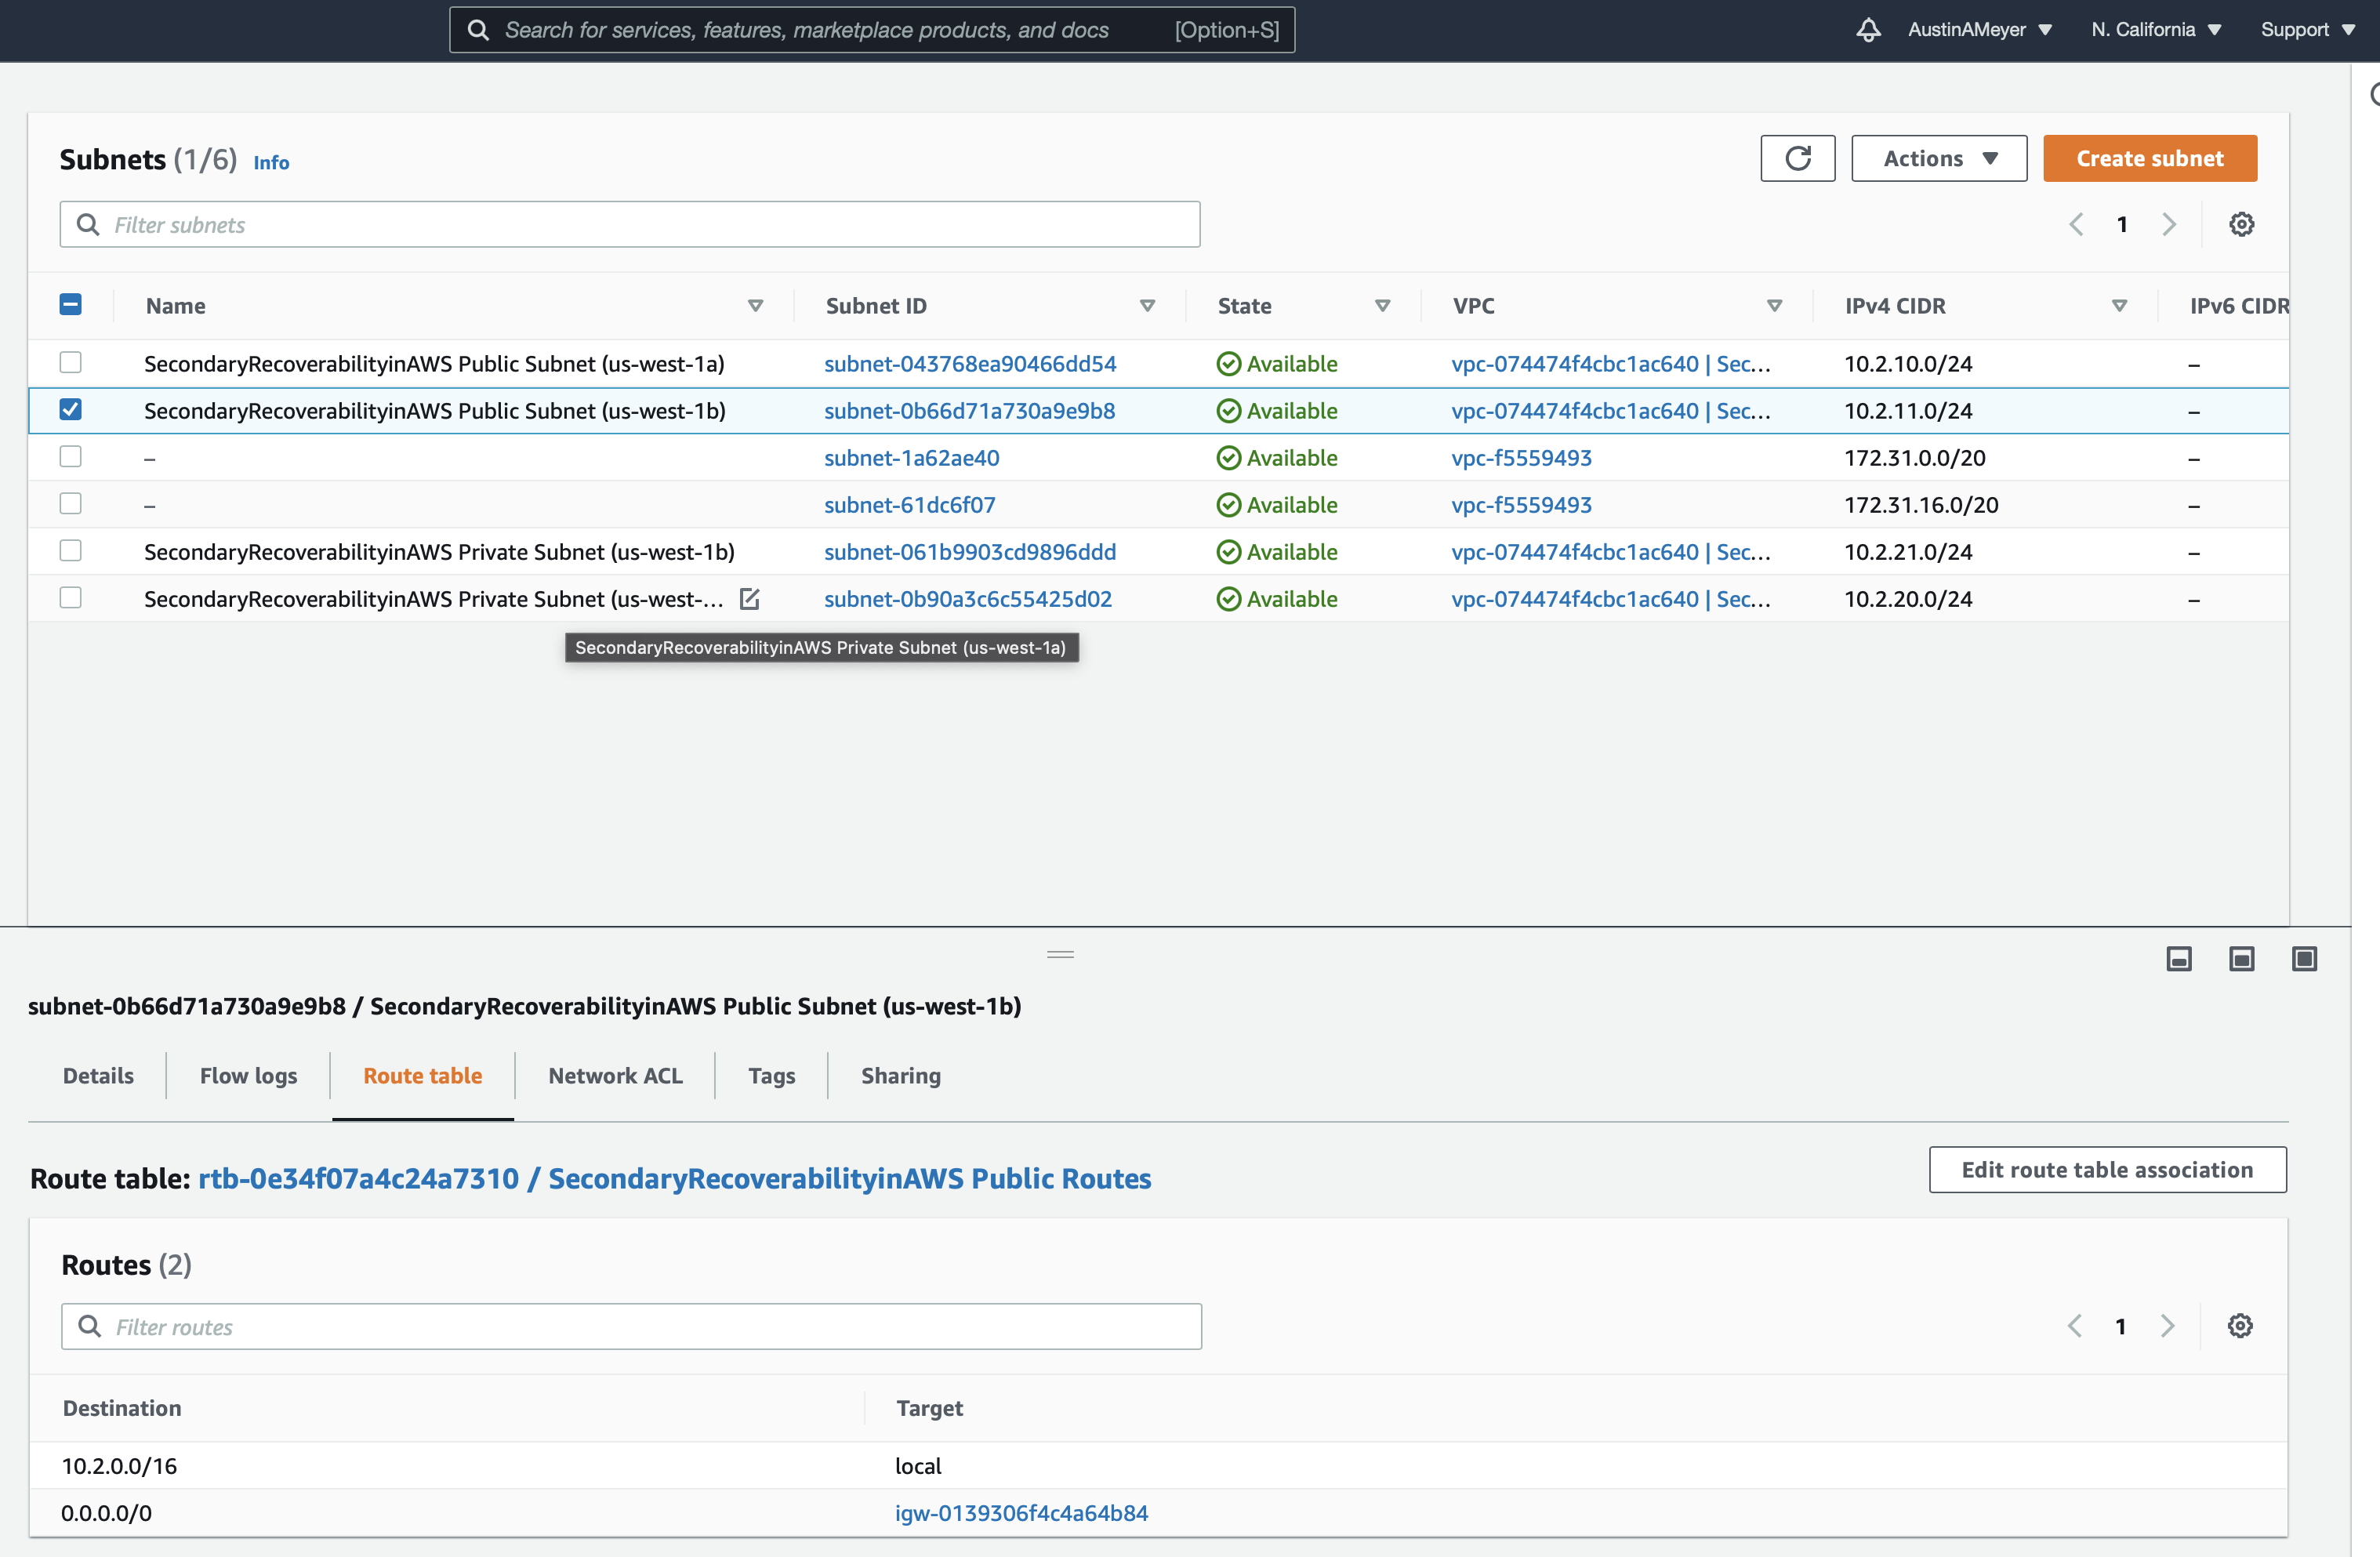 Search for services, features, marketplace products, and docs [Option+S] AustinAMeyer N. California Support
Subnets (1/6) Info Actions Create subnet
Filter subnets 1
Name Subnet ID State VPC IPv4 CIDR IPv6 CIDR
SecondaryRecoverabilityinAWS Public Subnet (us-west-1a) subnet-043768ea90466dd54 Available vpc-074474f4cbc1ac640 | Sec... 10.2.10.0/24 –
SecondaryRecoverabilityinAWS Public Subnet (us-west-1b) subnet-0b66d71a730a9e9b8 Available vpc-074474f4cbc1ac640 | Sec... 10.2.11.0/24 –
– subnet-1a62ae40 Available vpc-f5559493 172.31.0.0/20 –
– subnet-61dc6f07 Available vpc-f5559493 172.31.16.0/20 –
SecondaryRecoverabilityinAWS Private Subnet (us-west-1b) subnet-061b9903cd9896ddd Available vpc-074474f4cbc1ac640 | Sec... 10.2.21.0/24 –
SecondaryRecoverabilityinAWS Private Subnet (us-west-... subnet-0b90a3c6c55425d02 Available vpc-074474f4cbc1ac640 | Sec... 10.2.20.0/24 –
SecondaryRecoverabilityinAWS Private Subnet (us-west-1a)
subnet-0b66d71a730a9e9b8 / SecondaryRecoverabilityinAWS Public Subnet (us-west-1b)
Details Flow logs Route table Network ACL Tags Sharing
Route table: rtb-0e34f07a4c24a7310 / SecondaryRecoverabilityinAWS Public Routes Edit route table association
Routes (2)
Filter routes 1
Destination Target
10.2.0.0/16 local
0.0.0.0/0 igw-0139306f4c4a64b84